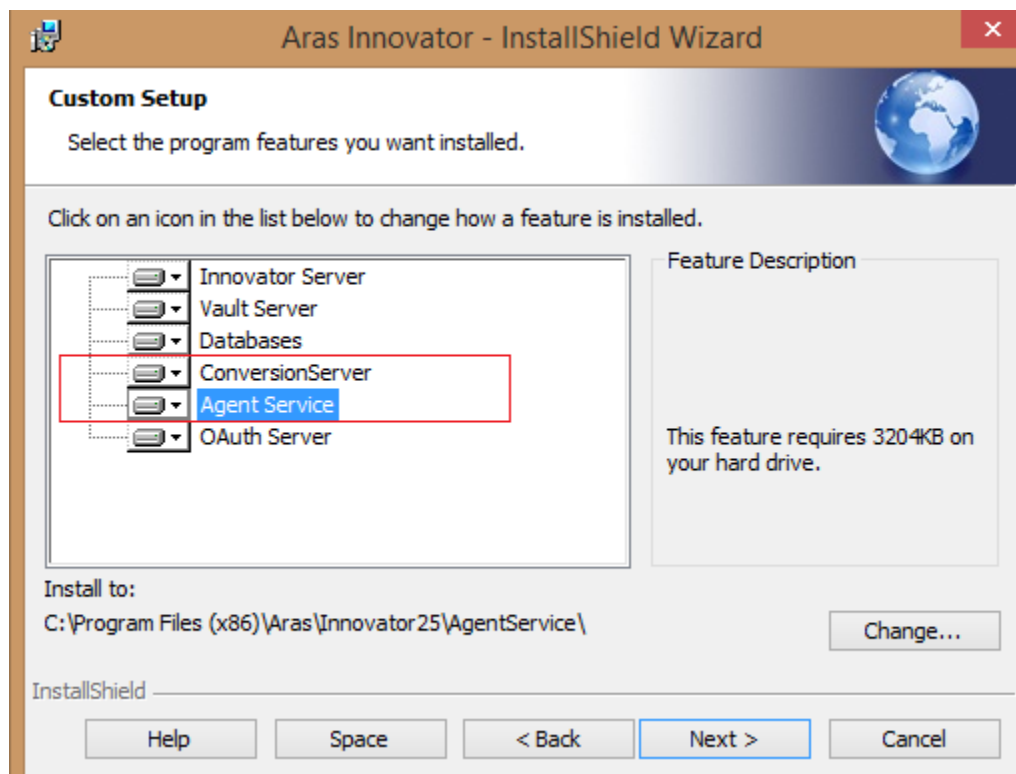 Aras Innovator - InstallShield Wizard
Custom Setup
Select the program features you want installed.
Click on an icon in the list below to change how a feature is installed.
Innovator Server
Vault Server
Databases
ConversionServer
Agent Service
OAuth Server
Feature Description
This feature requires 3204KB on
your hard drive.
Install to:
C:\Program Files (x86)\Aras\Innovator25\AgentService\
Change...
InstallShield
Help
Space
< Back
Next >
Cancel